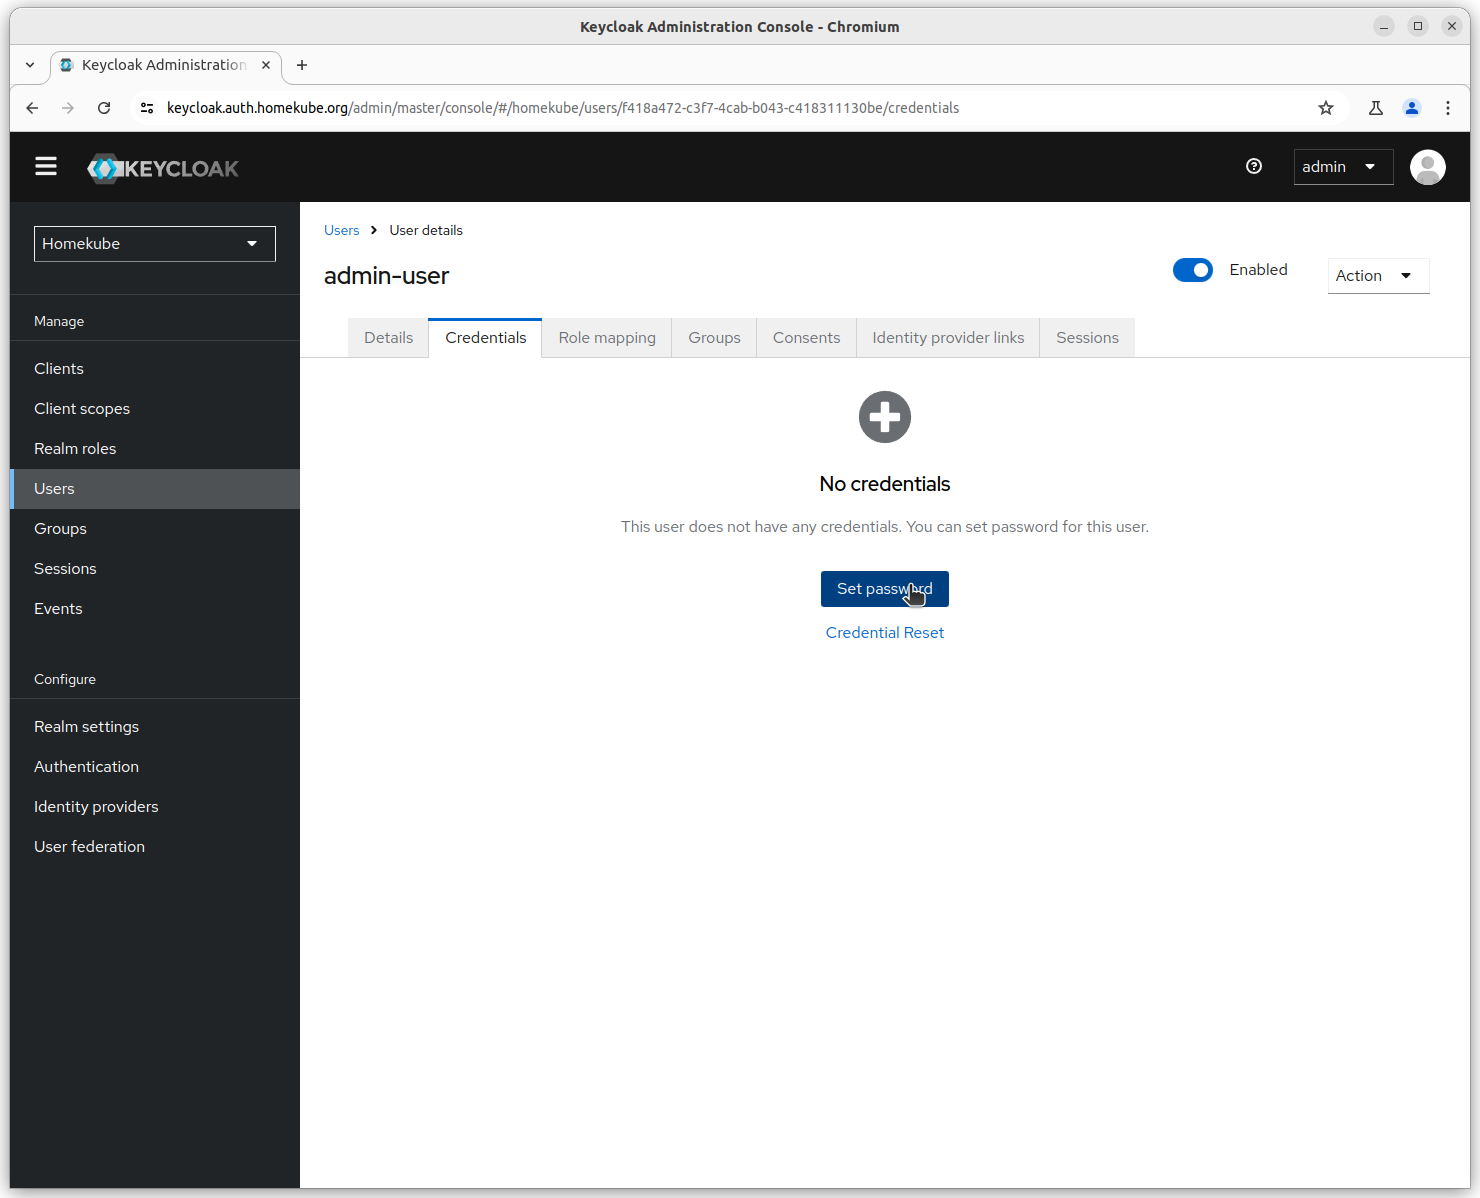 Keycloak Administration Console - Chromium
Keycloak Administration
keycloak.auth.homekube.org/admin/master/console/#/homekube/users/f418a472-c3f7-4cab-b043-c418311130be/credentials
KEYCLOAK
admin
Homekube
Manage
Clients
Client scopes
Realm roles
Users
Groups
Sessions
Events
Configure
Realm settings
Authentication
Identity providers
User federation
Users User details
admin-user
Enabled
Action
Details Credentials Role mapping Groups Consents Identity provider links Sessions
No credentials
This user does not have any credentials. You can set password for this user.
Set password
Credential Reset